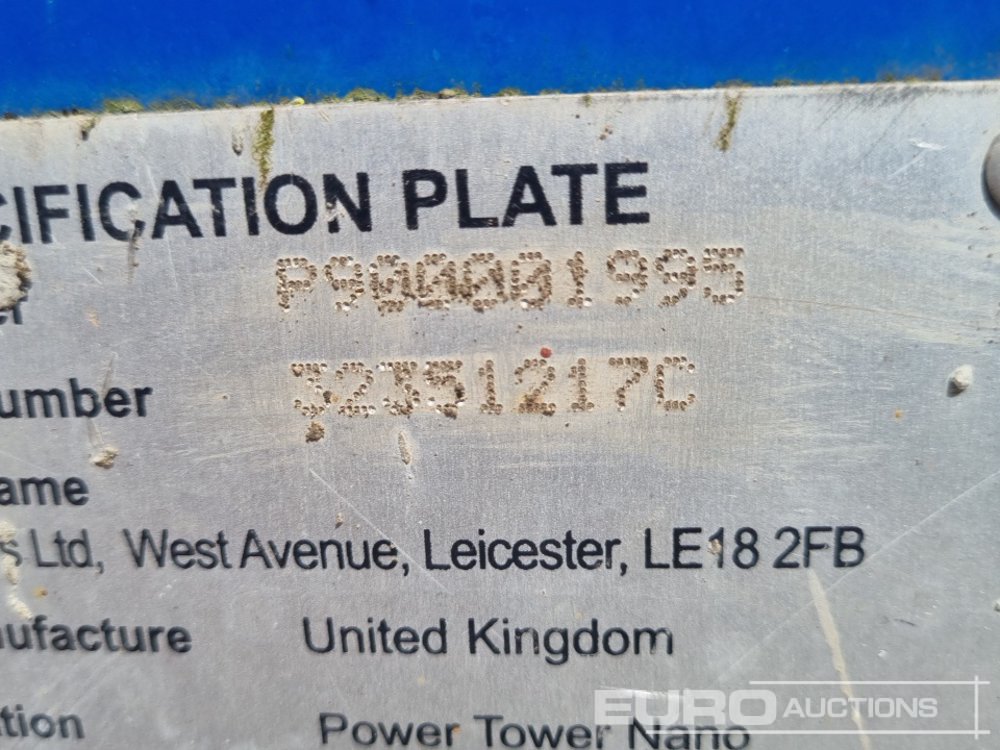 CIFICATION PLATE
P900001995
umber 32351217C
ame
s Ltd, West Avenue, Leicester, LE18 2FB
nufacture United Kingdom
tion Power Tower Nano
EURO AUCTIONS